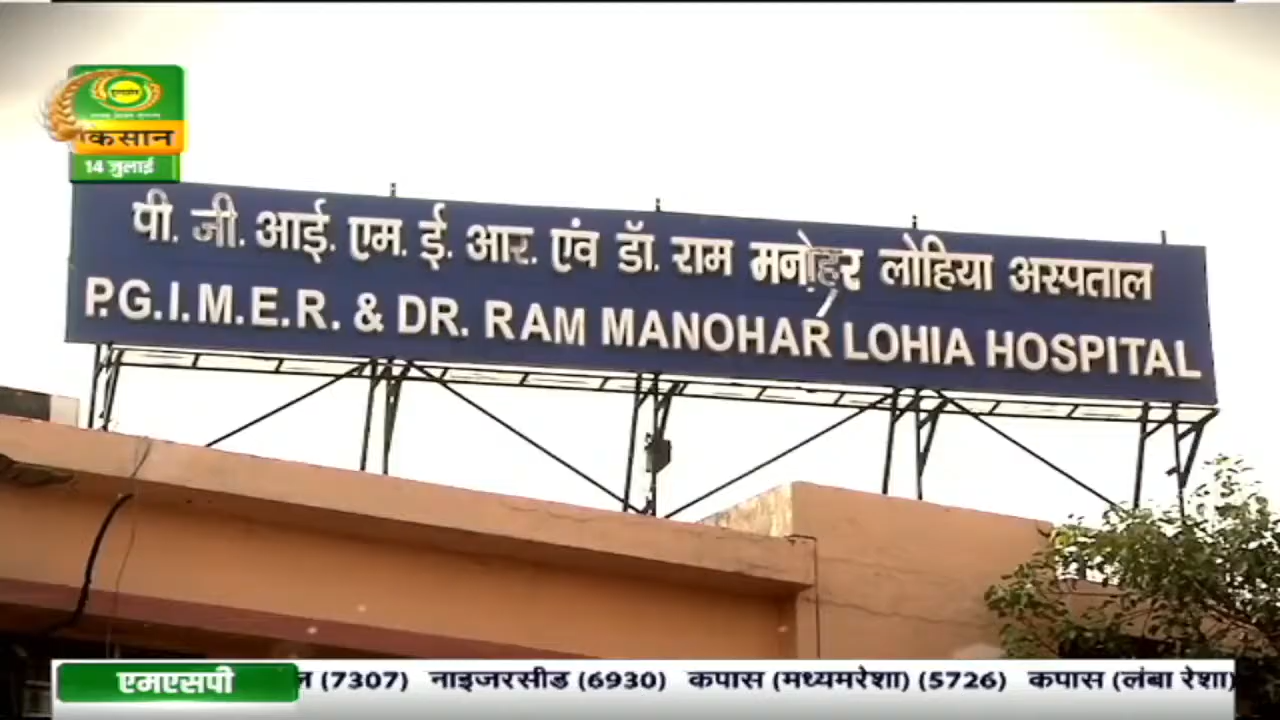 किसान
14 जुलाई
पी. जी. आई. एम. ई. आर. एंव डॉ. राम मनोहर लोहिया अस्पताल
P.G.I.M.E.R. & DR. RAM MANOHAR LOHIA HOSPITAL
एमएसपी (7307) नाइजरसीड (6930) कपास (मध्यमरेशा) (5726) कपास (लंबा रेशा)